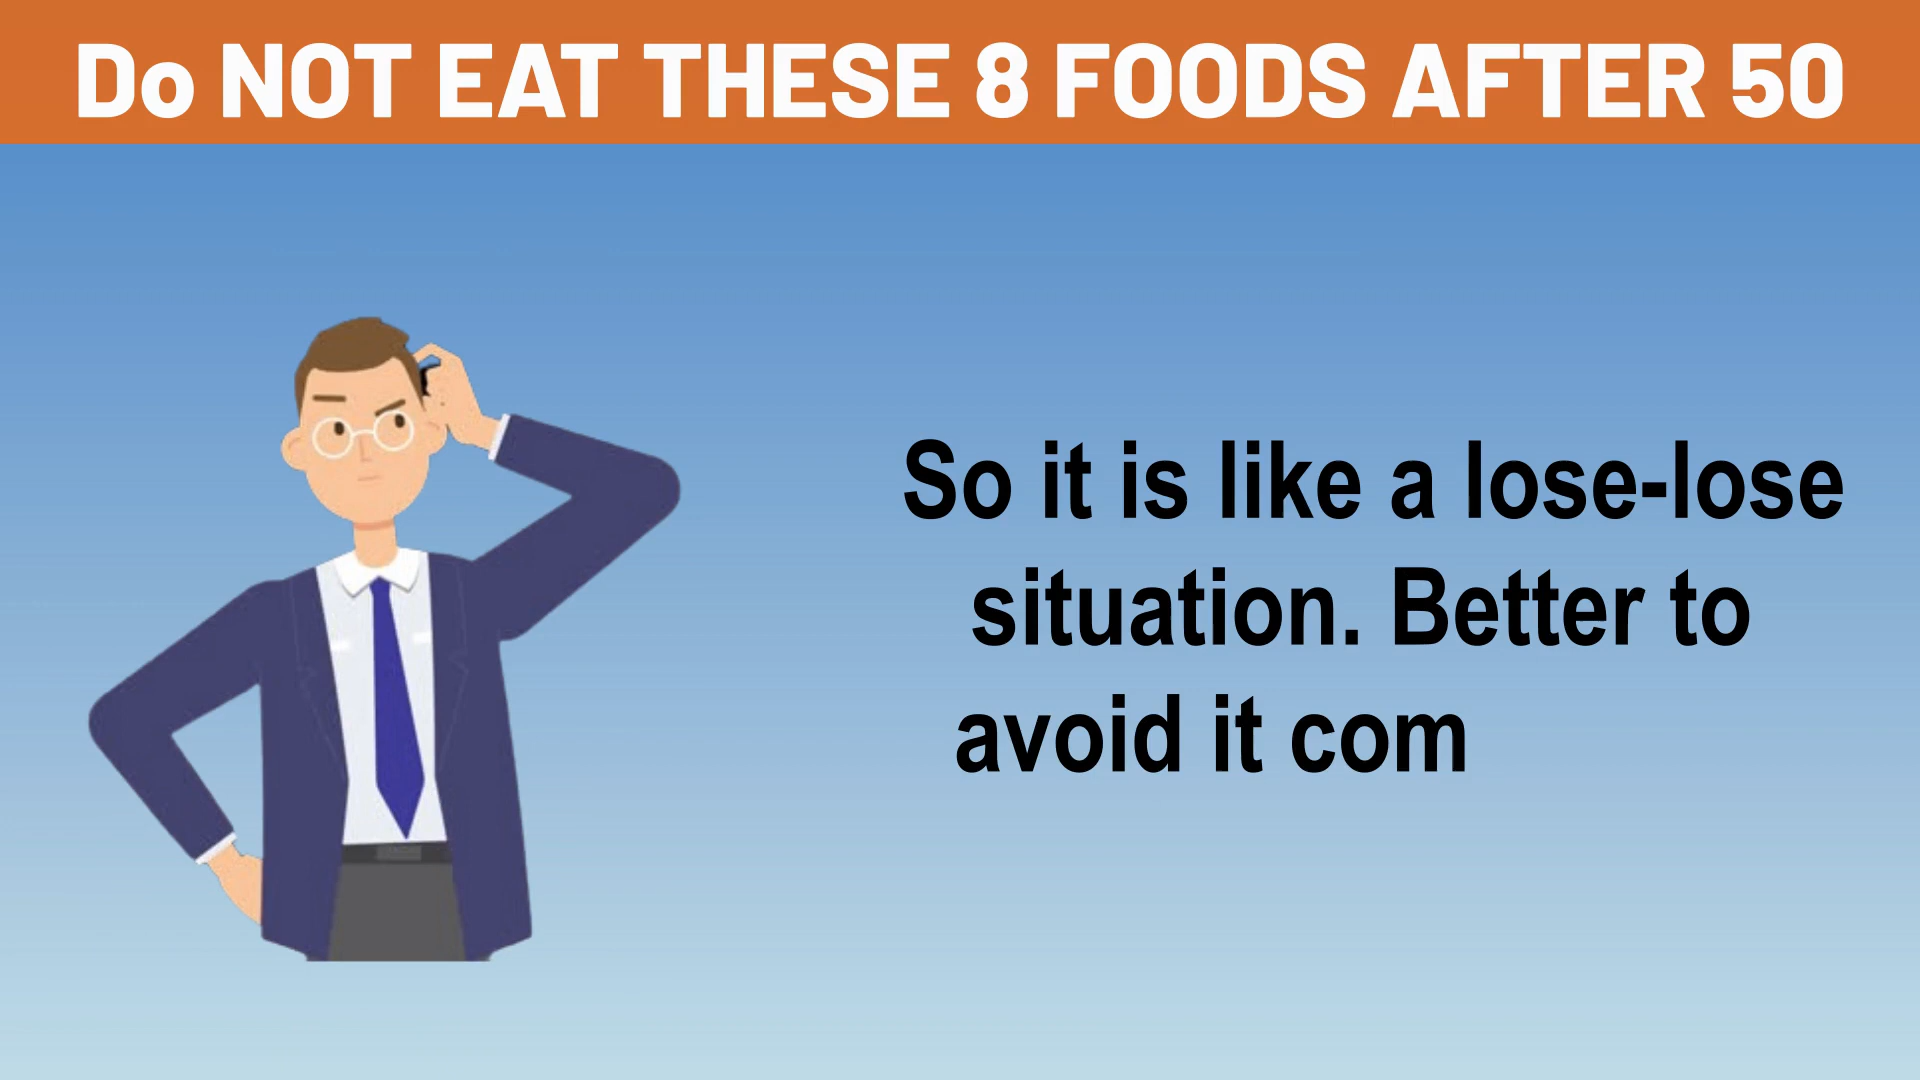 Do NOT EAT THESE 8 FOODS AFTER 50
So it is like a lose-lose
situation. Better to
avoid it com